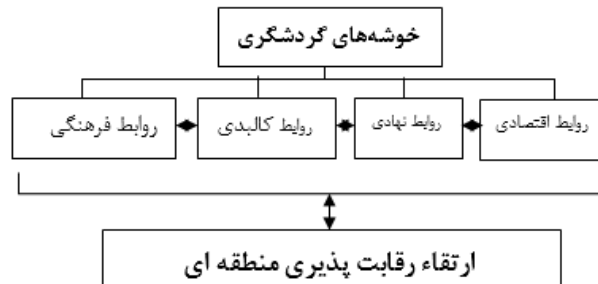 خوشه‌های گردشگری
روابط اقتصادی
روابط نهادی
روابط کالبدی
روابط فرهنگی
ارتقاء رقابت پذیری منطقه ای